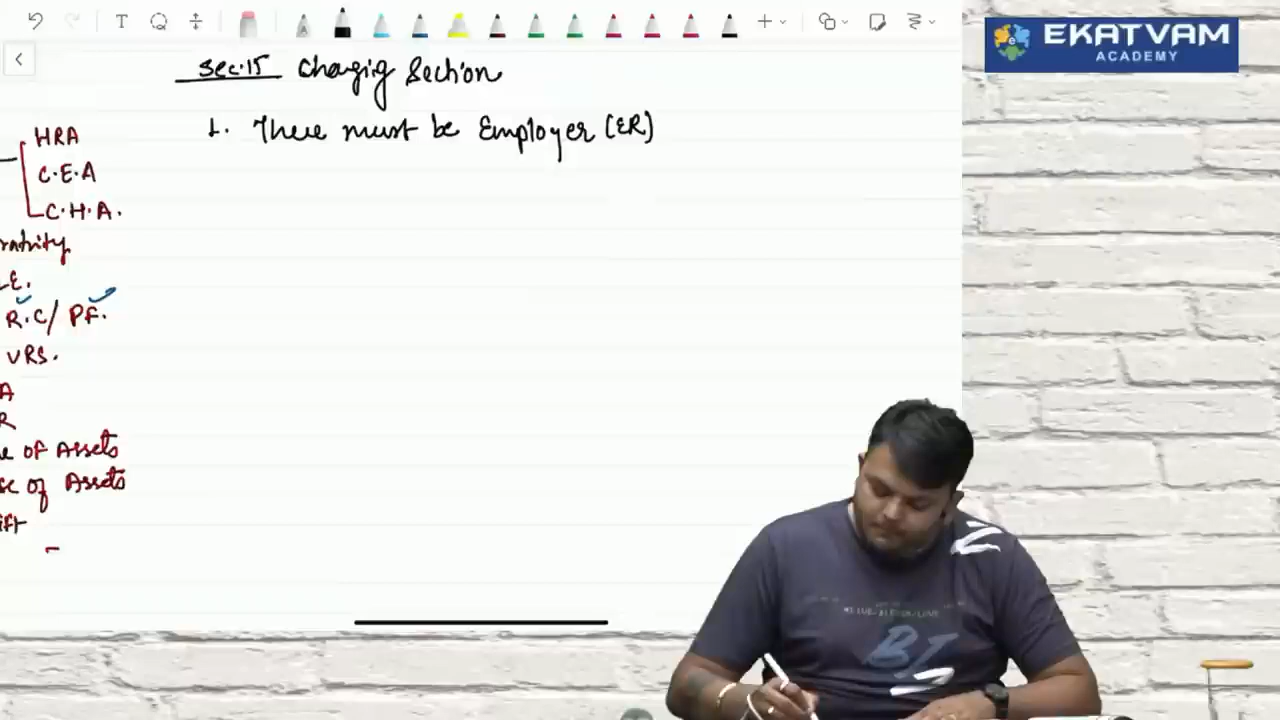 EKATVAM
ACADEMY
Sec.15 Charging Section
1. There must be Employer (ER)
HRA
C.E.A
C.H.A.
L.E.
R.C/ PF.
VRS.
A
R
of Assets
of Assets